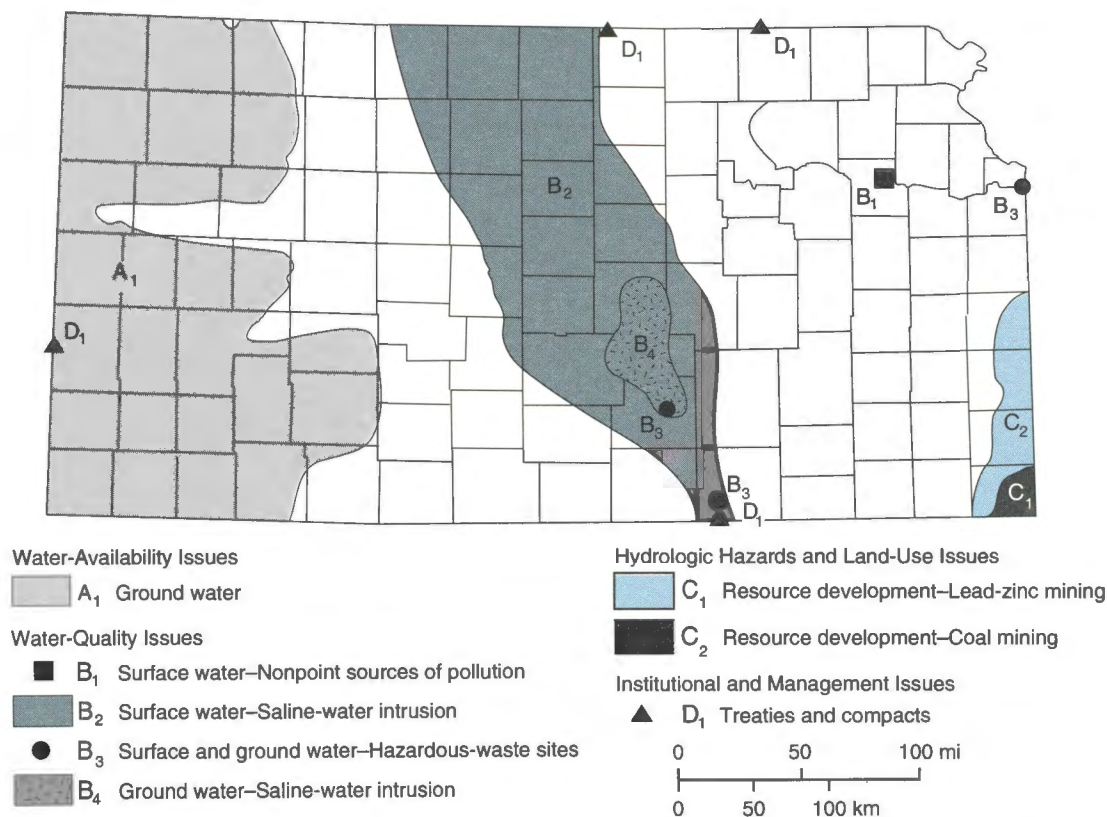 D1
D1
B2
B1
B3
A1
D1
B4
B3
C2
B3
C1
D1
Water-Availability Issues
A1 Ground water
Water-Quality Issues
B1 Surface water–Nonpoint sources of pollution
B2 Surface water–Saline-water intrusion
B3 Surface and ground water–Hazardous-waste sites
B4 Ground water–Saline-water intrusion
Hydrologic Hazards and Land-Use Issues
C1 Resource development–Lead-zinc mining
C2 Resource development–Coal mining
Institutional and Management Issues
D1 Treaties and compacts
0 50 100 mi
0 50 100 km